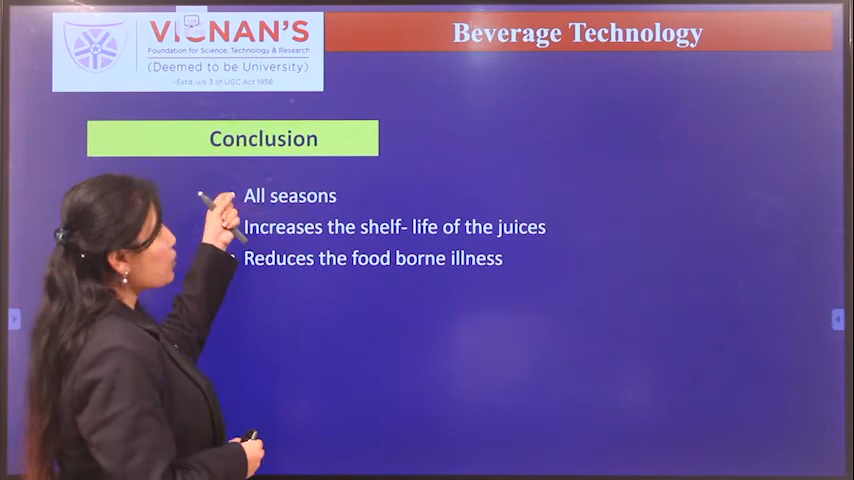 VIGNAN'S
Foundation for Science, Technology & Research
(Deemed to be University)
-Estd. u/s 3 of UGC Act 1956
Beverage Technology
Conclusion
All seasons
Increases the shelf- life of the juices
Reduces the food borne illness